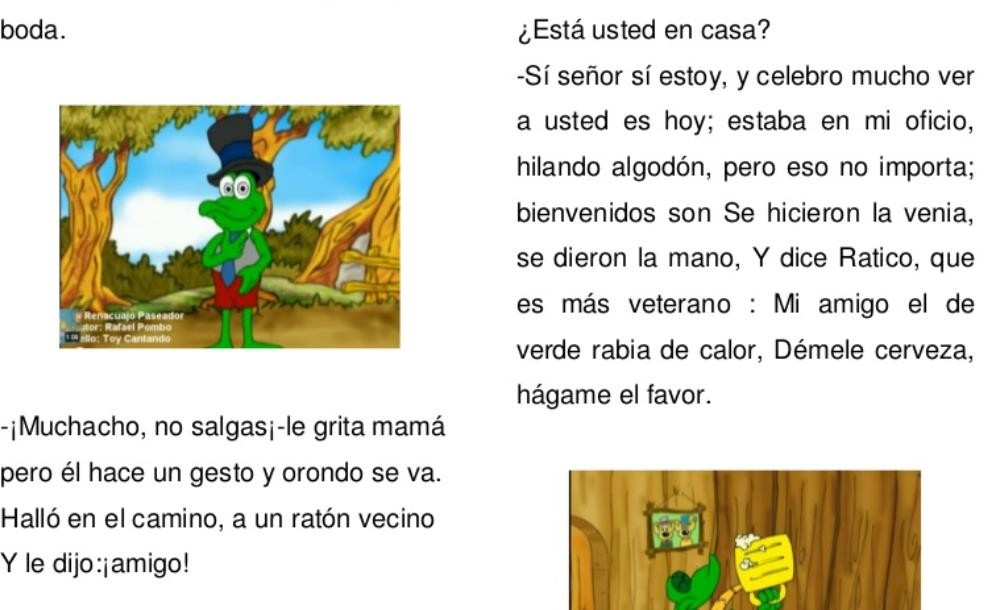 boda.
Renacuajo Paseador
utor: Rafael Pombo
ello: Toy Cantando
-¡Muchacho, no salgas¡-le grita mamá
pero él hace un gesto y orondo se va.
Halló en el camino, a un ratón vecino
Y le dijo:¡amigo!
¿Está usted en casa?
-Sí señor sí estoy, y celebro mucho ver
a usted es hoy; estaba en mi oficio,
hilando algodón, pero eso no importa;
bienvenidos son Se hicieron la venia,
se dieron la mano, Y dice Ratico, que
es más veterano : Mi amigo el de
verde rabia de calor, Démele cerveza,
hágame el favor.